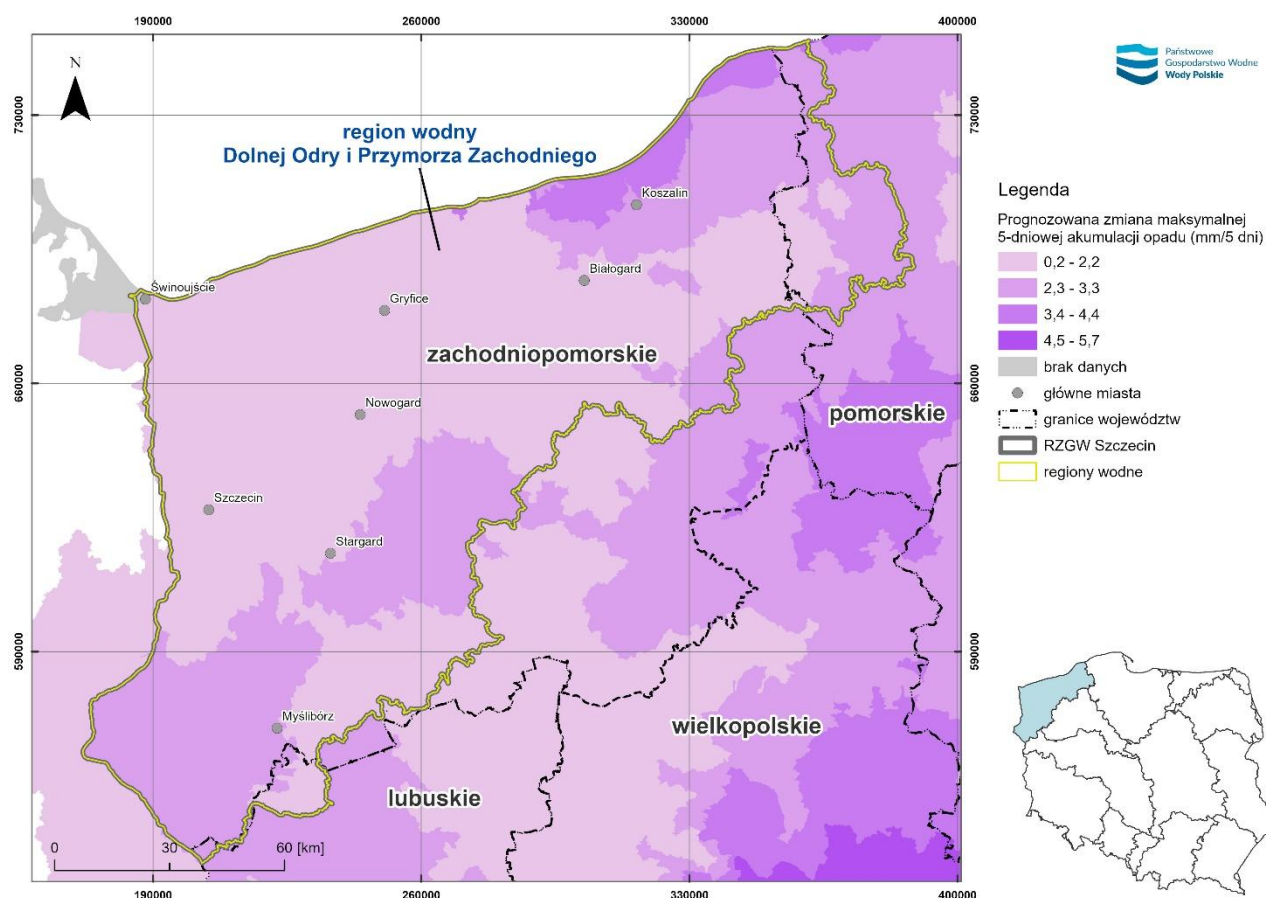 190000
260000
330000
400000
N
730000
730000
660000
660000
590000
590000
region wodny
Dolnej Odry i Przymorza Zachodniego
Koszalin
Białogard
Świnoujście
Gryfice
zachodniopomorskie
Nowogard
pomorskie
Szczecin
Stargard
Myślibórz
wielkopolskie
lubuskie
0 30 60 [km]
190000
260000
330000
400000
Państwowe
Gospodarstwo Wodne
Wody Polskie
Legenda
Prognozowana zmiana maksymalnej
5-dniowej akumulacji opadu (mm/5 dni)
0,2 - 2,2
2,3 - 3,3
3,4 - 4,4
4,5 - 5,7
brak danych
główne miasta
granice województw
RZGW Szczecin
regiony wodne